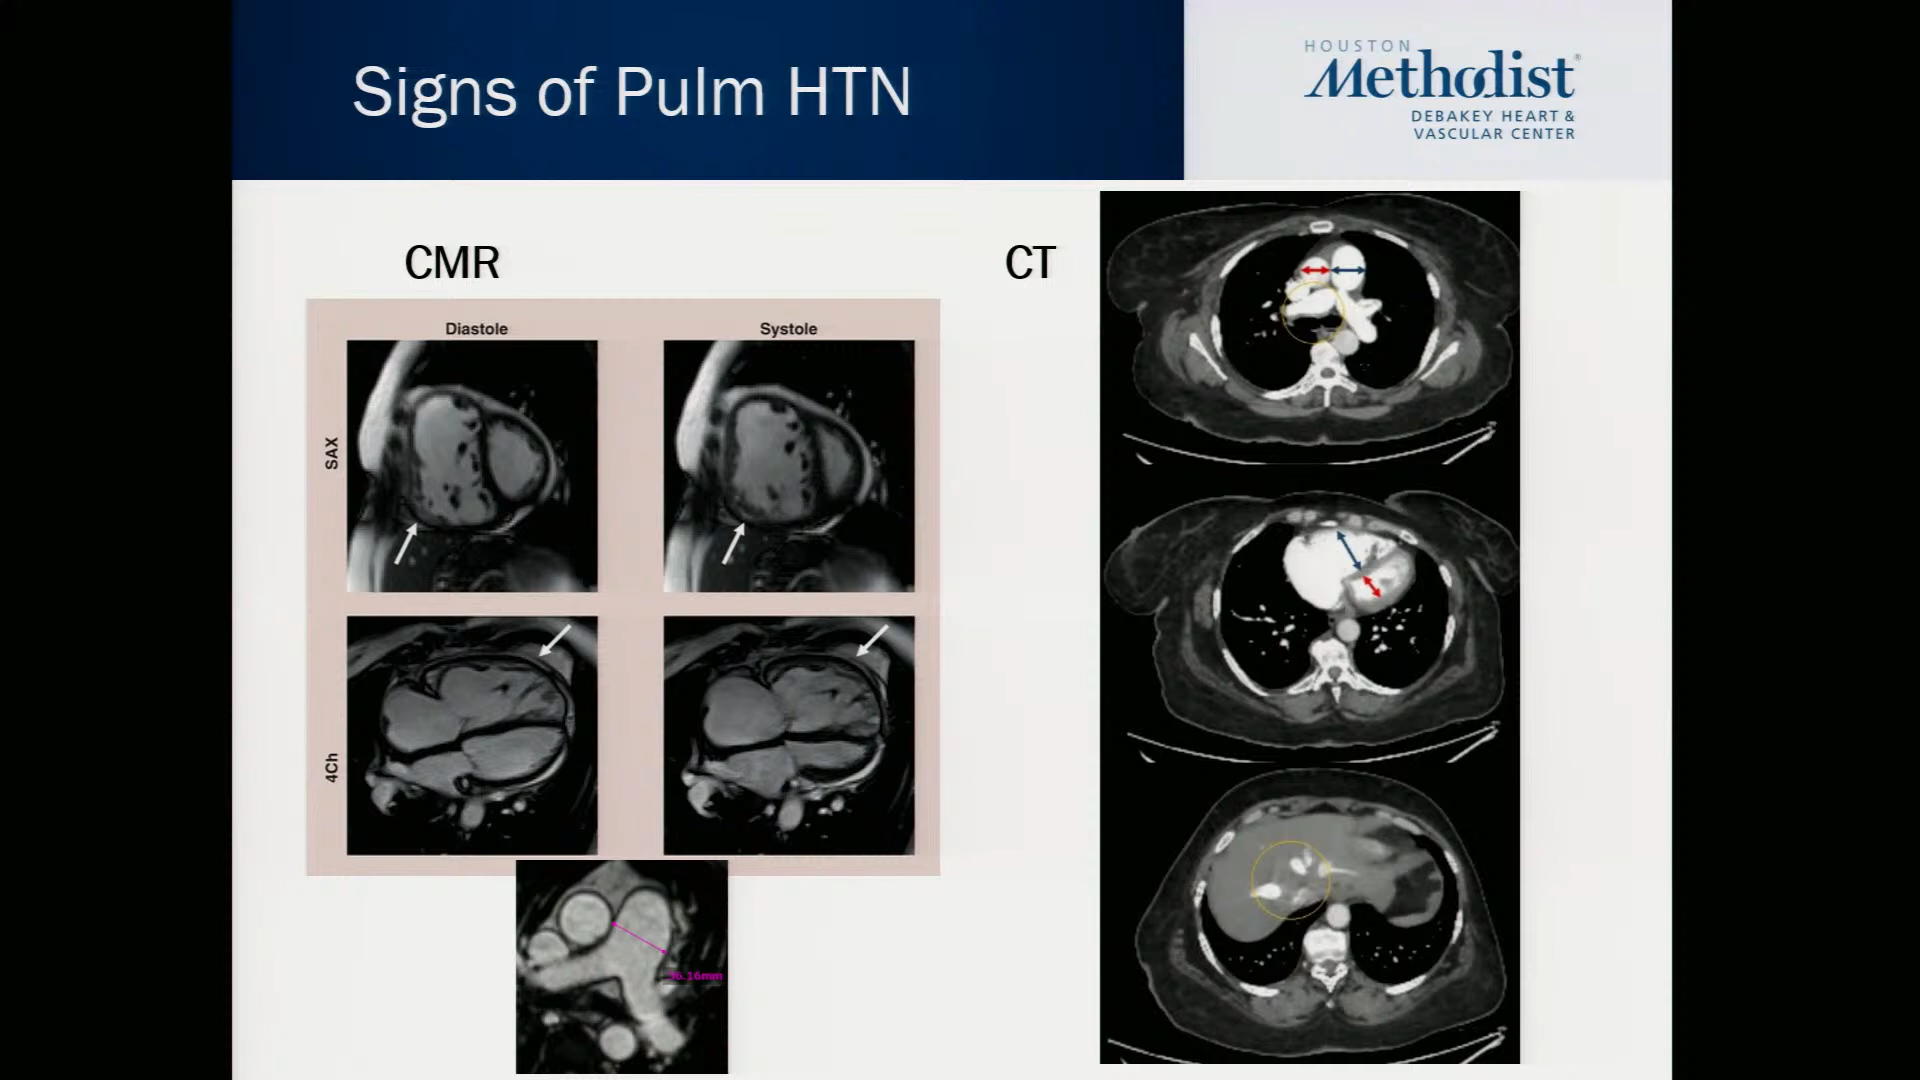 Signs of Pulm HTN
HOUSTON
Methodist
DEBAKEY HEART &
VASCULAR CENTER
CMR
CT
Diastole
Systole
SAX
4Ch